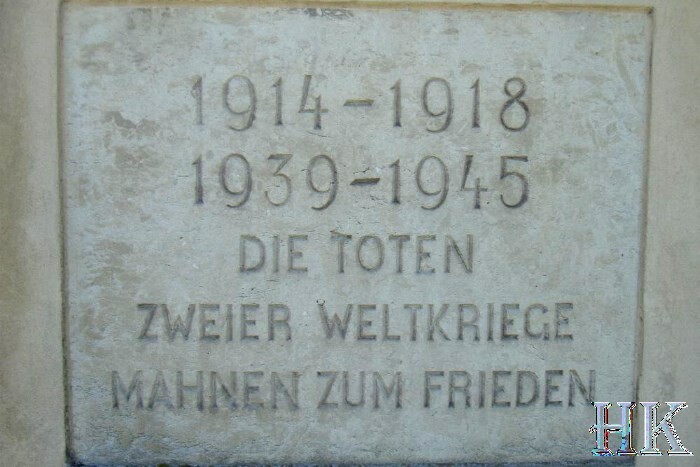 1914-1918
1939-1945
DIE TOTEN
ZWEIER WELTKRIEGE
MAHNEN ZUM FRIEDEN
HK